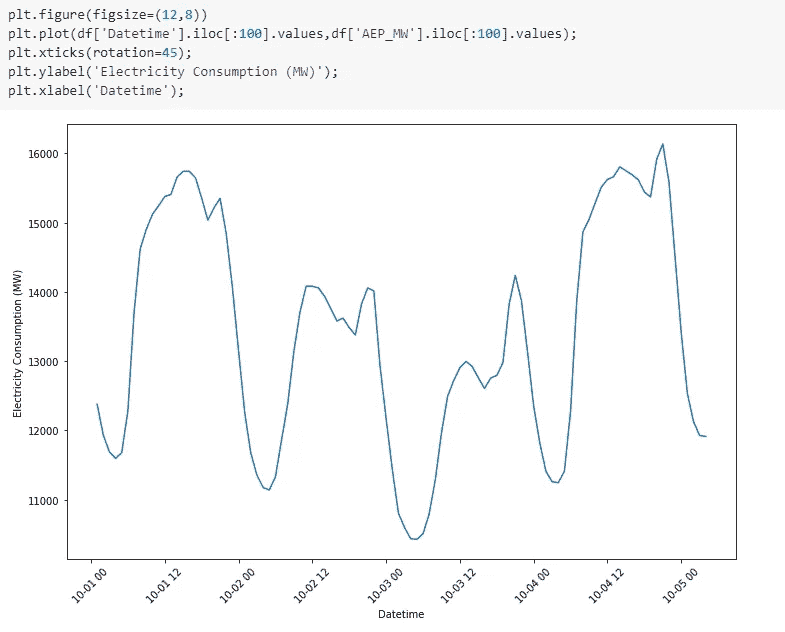 plt.figure(figsize=(12,8))
plt.plot(df['Datetime'].iloc[:100].values,df['AEP_MW'].iloc[:100].values);
plt.xticks(rotation=45);
plt.ylabel('Electricity Consumption (MW)');
plt.xlabel('Datetime');
16000
15000
14000
13000
12000
11000
Electricity Consumption (MW)
10-01 00
10-01 12
10-02 00
10-02 12
10-03 00
10-03 12
10-04 00
10-04 12
10-05 00
Datetime